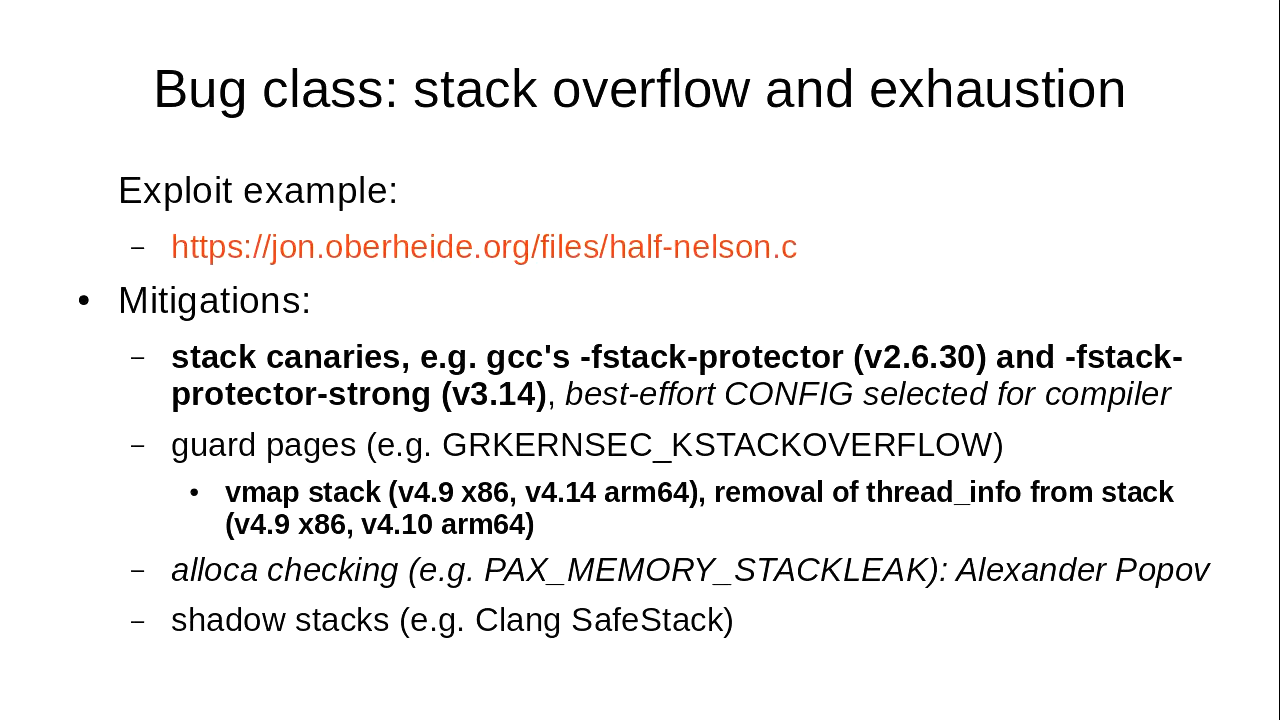 Bug class: stack overflow and exhaustion
Exploit example:
– https://jon.oberheide.org/files/half-nelson.c
• Mitigations:
– stack canaries, e.g. gcc's -fstack-protector (v2.6.30) and -fstack-
protector-strong (v3.14), best-effort CONFIG selected for compiler
– guard pages (e.g. GRKERNSEC_KSTACKOVERFLOW)
• vmap stack (v4.9 x86, v4.14 arm64), removal of thread_info from stack
(v4.9 x86, v4.10 arm64)
– alloca checking (e.g. PAX_MEMORY_STACKLEAK): Alexander Popov
– shadow stacks (e.g. Clang SafeStack)